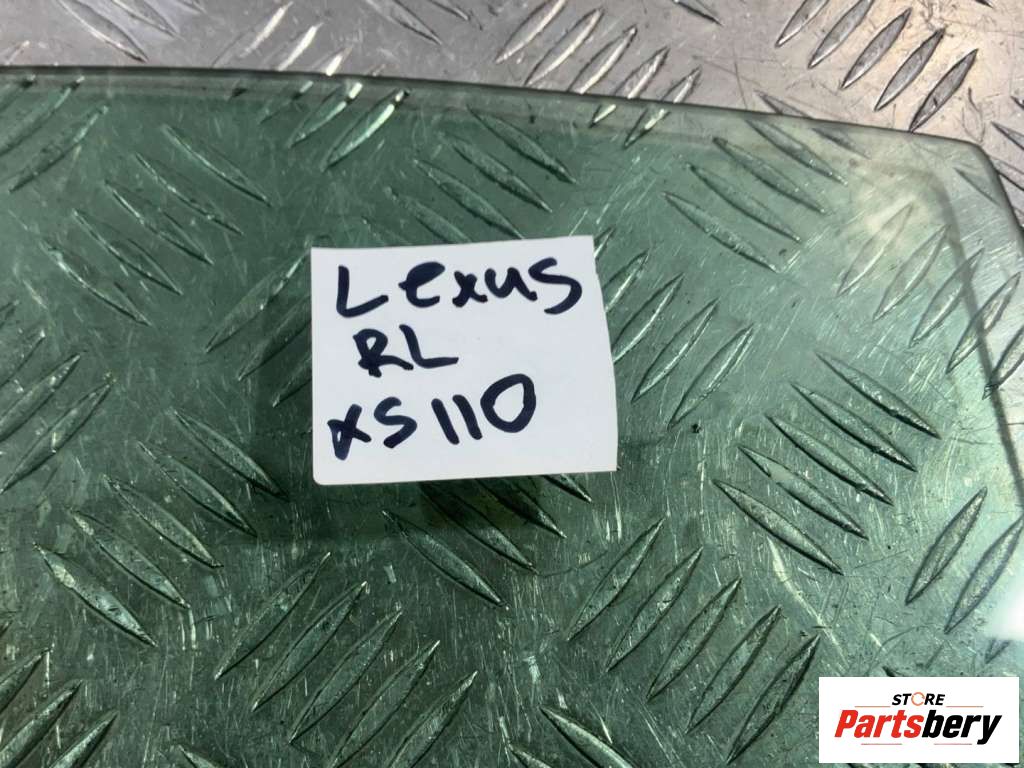 Lexus
RL
XS110
STORE
Partsbery